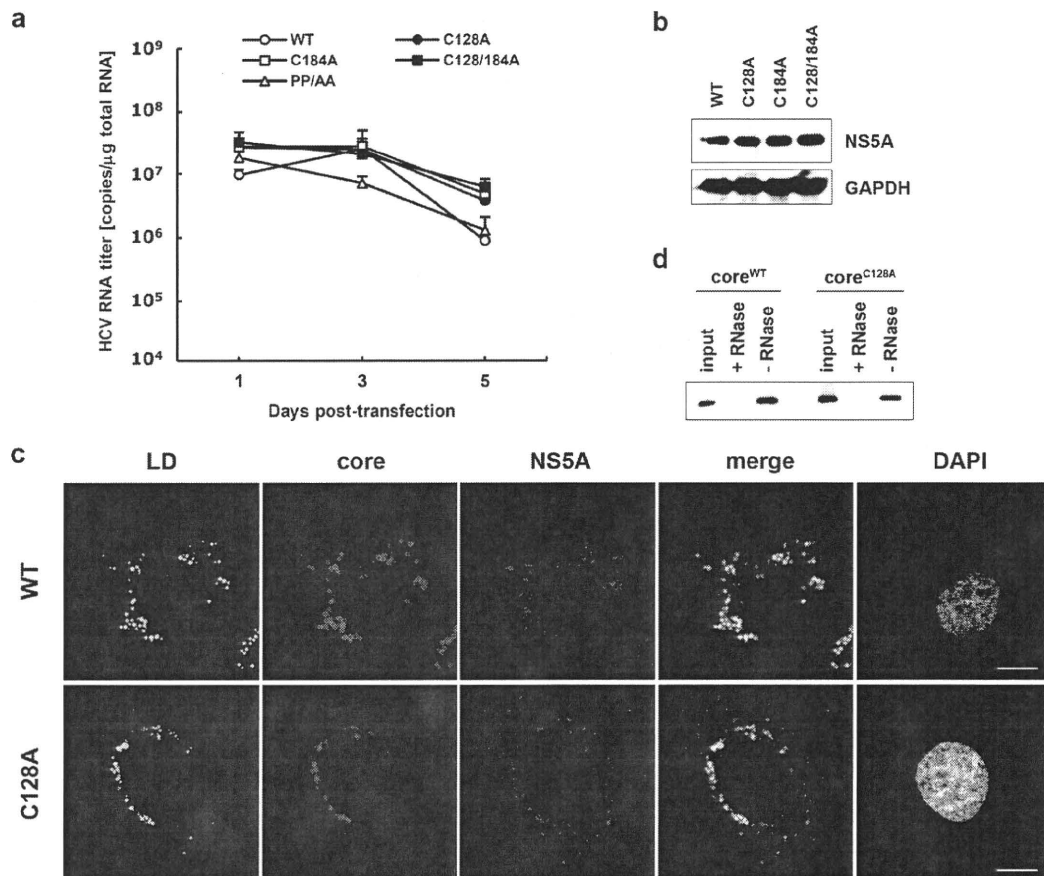 a
HCV RNA titer [copies/µg total RNA]
10⁹
10⁸
10⁷
10⁶
10⁵
10⁴
WT
C128A
C184A
C128/184A
PP/AA
1 3 5
Days post-transfection
b
WT C128A C184A C128/184A
NS5A
GAPDH
d
core^WT core^C128A
input + RNase - RNase input + RNase - RNase
c
LD core NS5A merge DAPI
WT
C128A